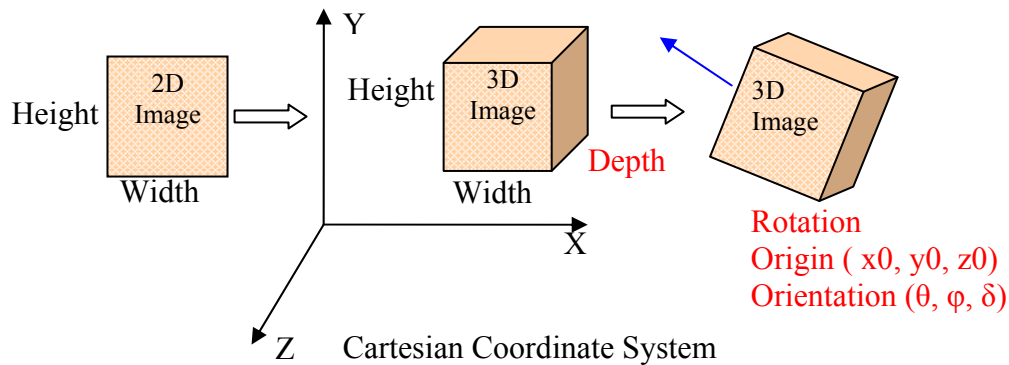 2D
Image
Height
Width
Y
X
Z
3D
Image
Height
Width
Depth
3D
Image
Rotation
Origin ( x0, y0, z0)
Orientation (θ, φ, δ)
Cartesian Coordinate System